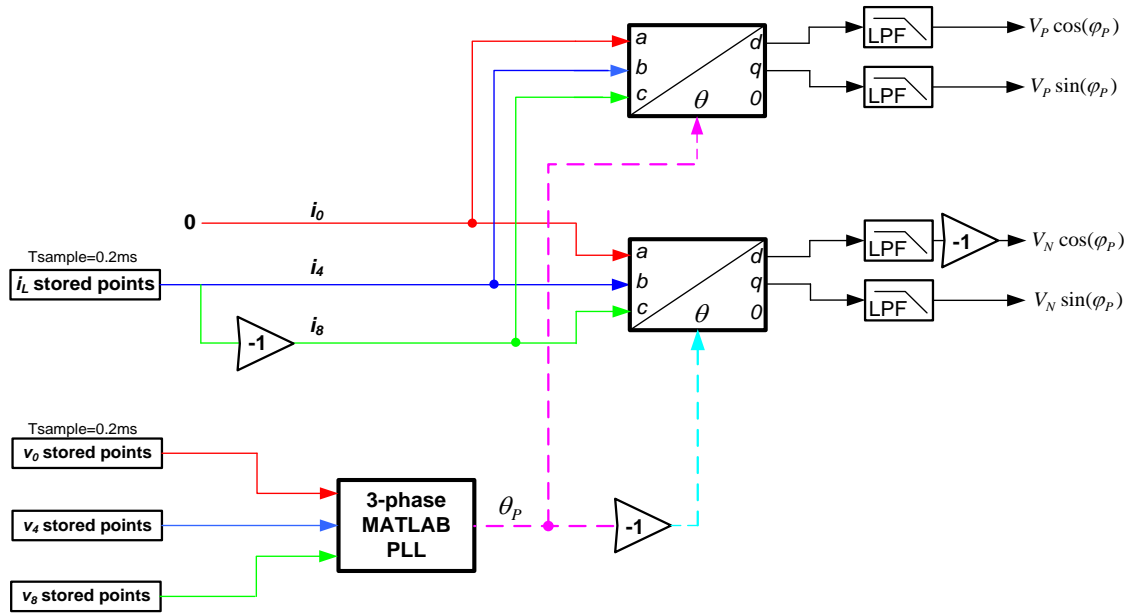 a
b
c
d
q
0
θ
LPF
V_P cos(φ_P)
LPF
V_P sin(φ_P)
0
i_0
Tsample=0.2ms
i_L stored points
i_4
-1
i_8
a
b
c
d
q
0
θ
LPF
-1
V_N cos(φ_P)
LPF
V_N sin(φ_P)
Tsample=0.2ms
v_0 stored points
v_4 stored points
v_8 stored points
3-phase
MATLAB
PLL
θ_P
-1